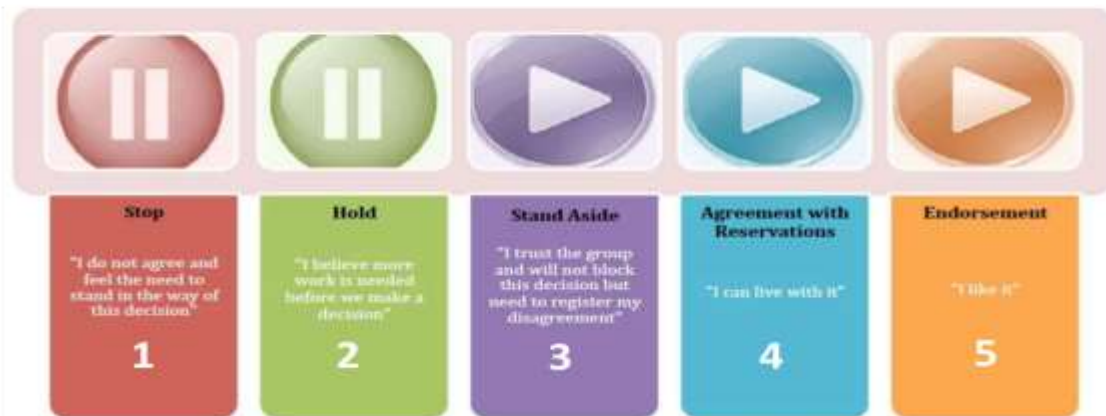 Stop
"I do not agree and
feel the need to
stand in the way of
this decision"
1
Hold
"I believe more
work is needed
before we make a
decision"
2
Stand Aside
"I trust the group
and will not block
this decision but
need to register my
disagreement"
3
Agreement with
Reservations
"I can live with it"
4
Endorsement
"I like it"
5